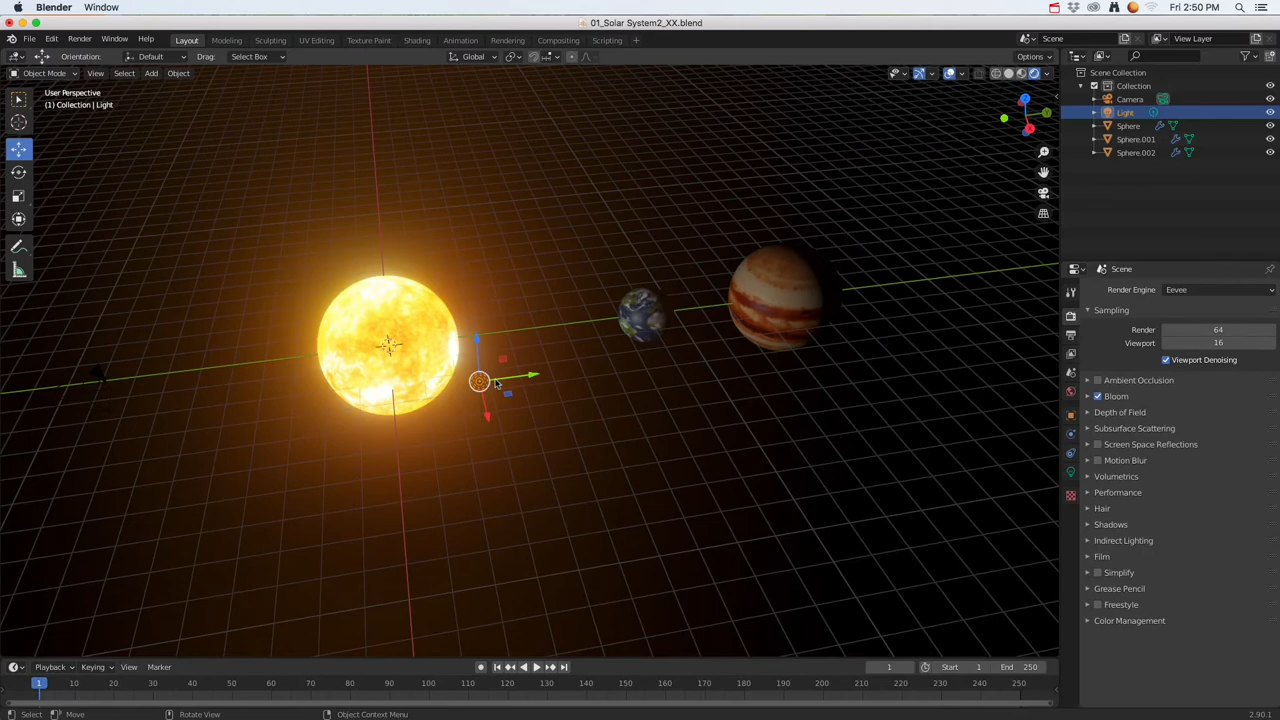 Blender Window Fri 2:50 PM
01_Solar System2_XX.blend
File Edit Render Window Help Layout Modeling Sculpting UV Editing Texture Paint Shading Animation Rendering Compositing Scripting + Scene View Layer
Default Drag: Select Box Global Options
Object Mode View Select Add Object
User Perspective
(1) Collection | Light
Scene Collection
Collection
Camera
Light
Sphere
Sphere.001
Sphere.002
Z
Y
X
Scene
Render Engine Eevee
Sampling
Render 64
Viewport 16
Viewport Denoising
Ambient Occlusion
Bloom
Depth of Field
Subsurface Scattering
Screen Space Reflections
Motion Blur
Volumetrics
Performance
Hair
Shadows
Indirect Lighting
Film
Simplify
Grease Pencil
Freestyle
Color Management
Playback Keying View Marker 1 Start 1 End 250
1 10 20 30 40 50 60 70 80 90 100 110 120 130 140 150 160 170 180 190 200 210 220 230 240 250
Select Move Rotate View Object Context Menu 2.90.1